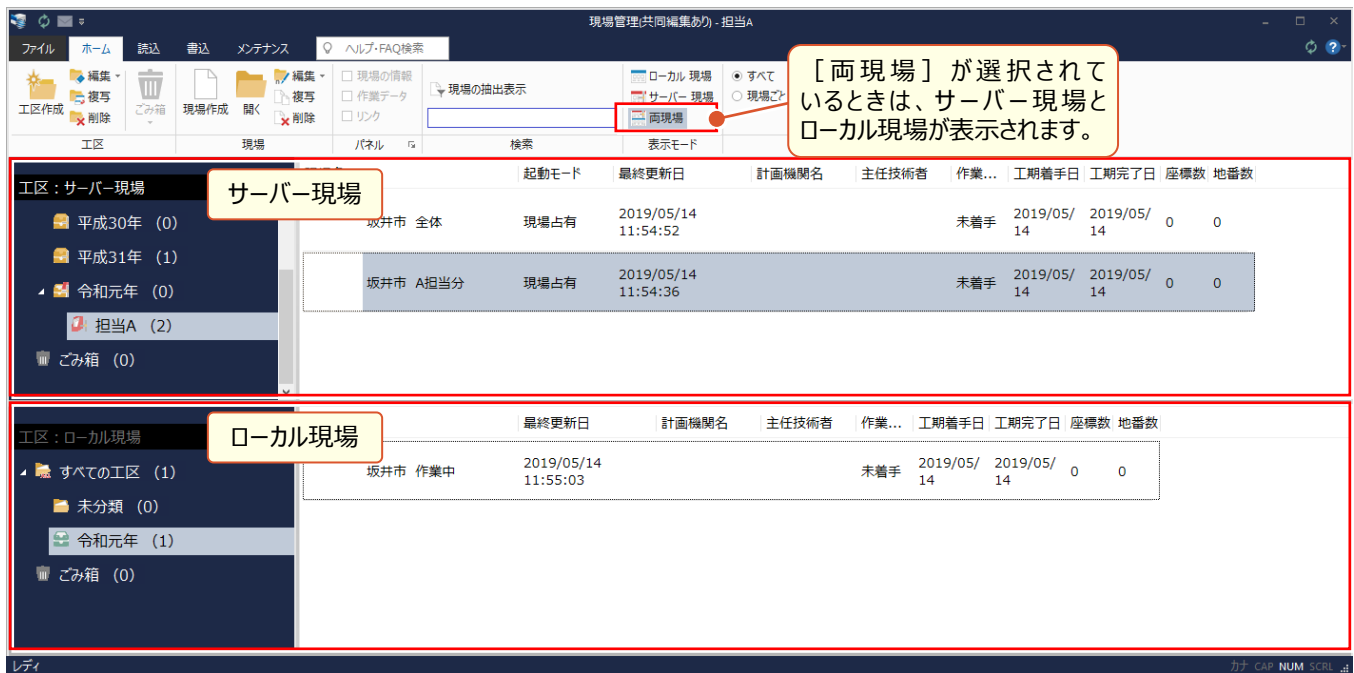 現場管理(共同編集あり) - 担当A
ファイル ホーム 読込 書込 メンテナンス ヘルプ・FAQ検索
工区作成 編集 複写 削除 ごみ箱
工区
現場作成 開く 編集 複写 削除
現場
現場の情報
作業データ
リンク
パネル
現場の抽出表示
検索
ローカル 現場
サーバー 現場
両現場
表示モード
すべて
現場ごと
［両現場］が選択されて
いるときは、サーバー現場と
ローカル現場が表示されます。
工区：サーバー現場
サーバー現場
平成30年 (0)
平成31年 (1)
令和元年 (0)
担当A (2)
ごみ箱 (0)
起動モード 最終更新日 計画機関名 主任技術者 作業... 工期着手日 工期完了日 座標数 地番数
坂井市 全体 現場占有 2019/05/14 11:54:52 未着手 2019/05/14 2019/05/14 0 0
坂井市 A担当分 現場占有 2019/05/14 11:54:36 未着手 2019/05/14 2019/05/14 0 0
工区：ローカル現場
ローカル現場
すべての工区 (1)
未分類 (0)
令和元年 (1)
ごみ箱 (0)
最終更新日 計画機関名 主任技術者 作業... 工期着手日 工期完了日 座標数 地番数
坂井市 作業中 2019/05/14 11:55:03 未着手 2019/05/14 2019/05/14 0 0
レディ
カナ CAP NUM SCRL